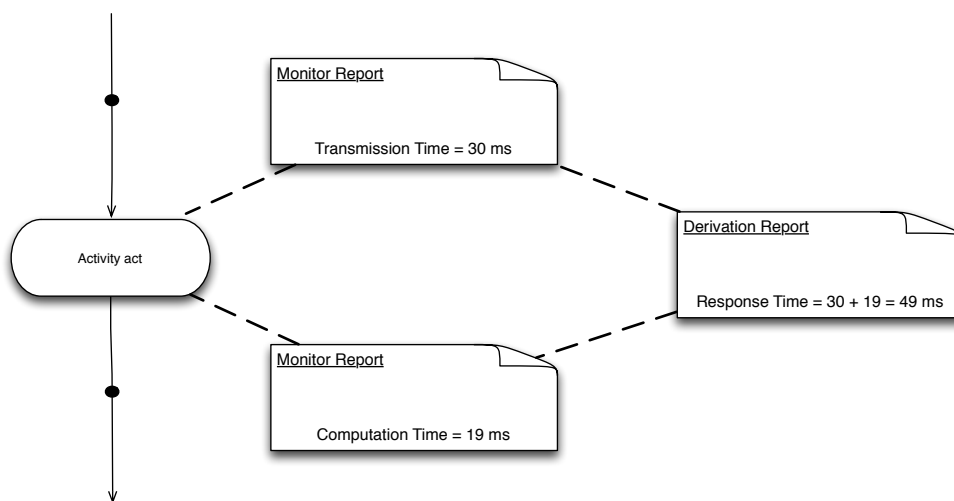 Monitor Report
Transmission Time = 30 ms
Derivation Report
Activity act
Response Time = 30 + 19 = 49 ms
Monitor Report
Computation Time = 19 ms